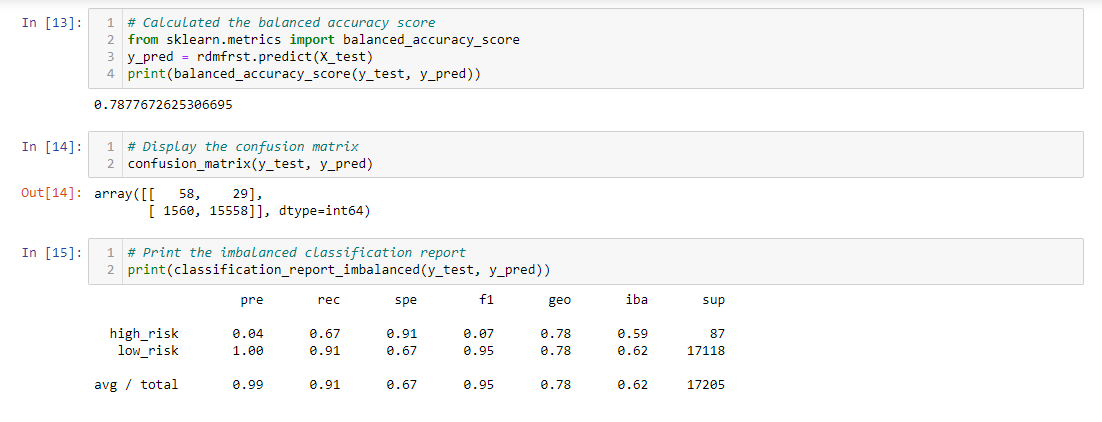 In [13]: 1 # Calculated the balanced accuracy score
2 from sklearn.metrics import balanced_accuracy_score
3 y_pred = rdmfrst.predict(X_test)
4 print(balanced_accuracy_score(y_test, y_pred))
0.7877672625306695
In [14]: 1 # Display the confusion matrix
2 confusion_matrix(y_test, y_pred)
Out[14]: array([[   58,    29],
       [ 1560, 15558]], dtype=int64)
In [15]: 1 # Print the imbalanced classification report
2 print(classification_report_imbalanced(y_test, y_pred))
pre rec spe f1 geo iba sup
high_risk 0.04 0.67 0.91 0.07 0.78 0.59 87
low_risk 1.00 0.91 0.67 0.95 0.78 0.62 17118
avg / total 0.99 0.91 0.67 0.95 0.78 0.62 17205